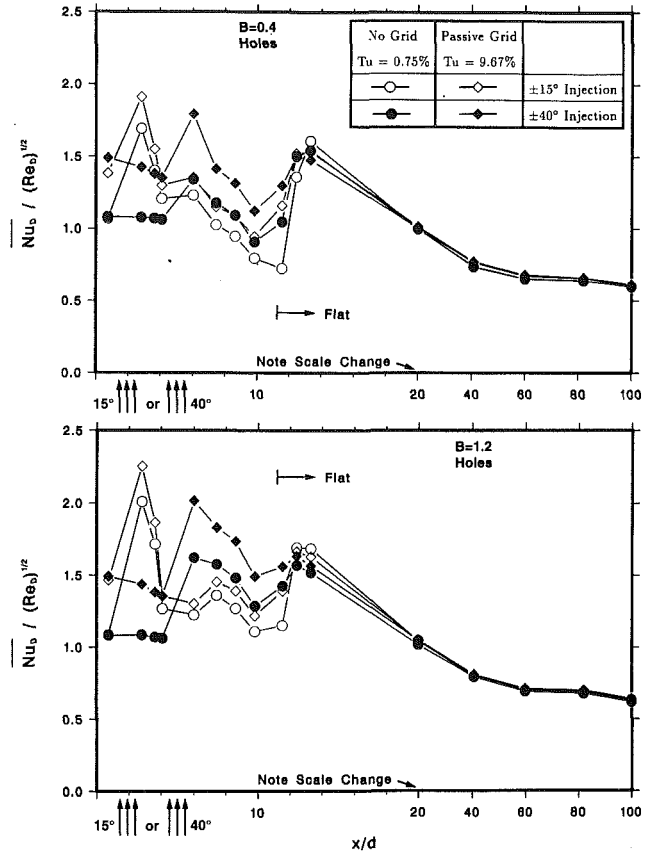 B=0.4
Holes
No Grid Passive Grid
Tu = 0.75% Tu = 9.67%
±15° Injection
±40° Injection
2.5
2.0
1.5
1.0
0.5
0.0
Nu_D / (Re_D)^1/2
Flat
Note Scale Change
10 20 40 60 80 100
15° or 40°
B=1.2
Holes
2.5
2.0
1.5
1.0
0.5
0.0
Nu_D / (Re_D)^1/2
Flat
Note Scale Change
10 20 40 60 80 100
15° or 40°
x/d